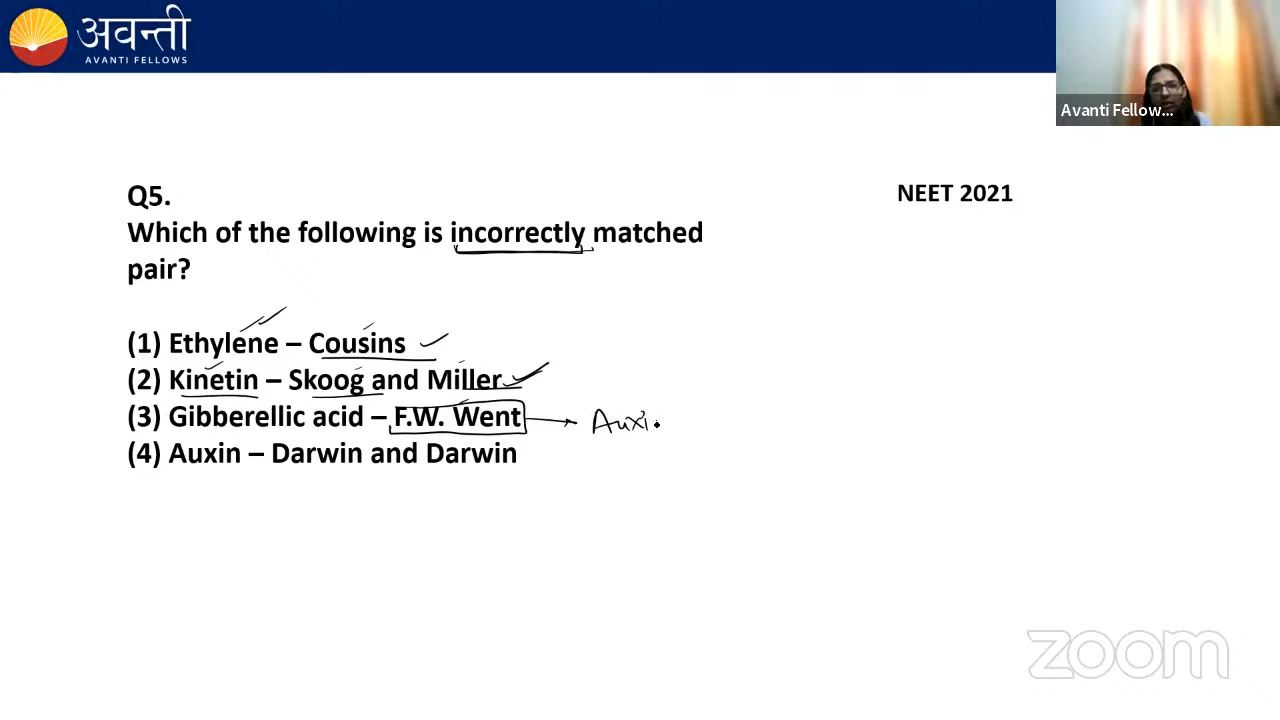 अवन्ती
AVANTI FELLOWS
Avanti Fellow...
Q5.
NEET 2021
Which of the following is incorrectly matched
pair?
(1) Ethylene – Cousins
(2) Kinetin – Skoog and Miller
(3) Gibberellic acid – F.W. Went
Auxi
(4) Auxin – Darwin and Darwin
zoom